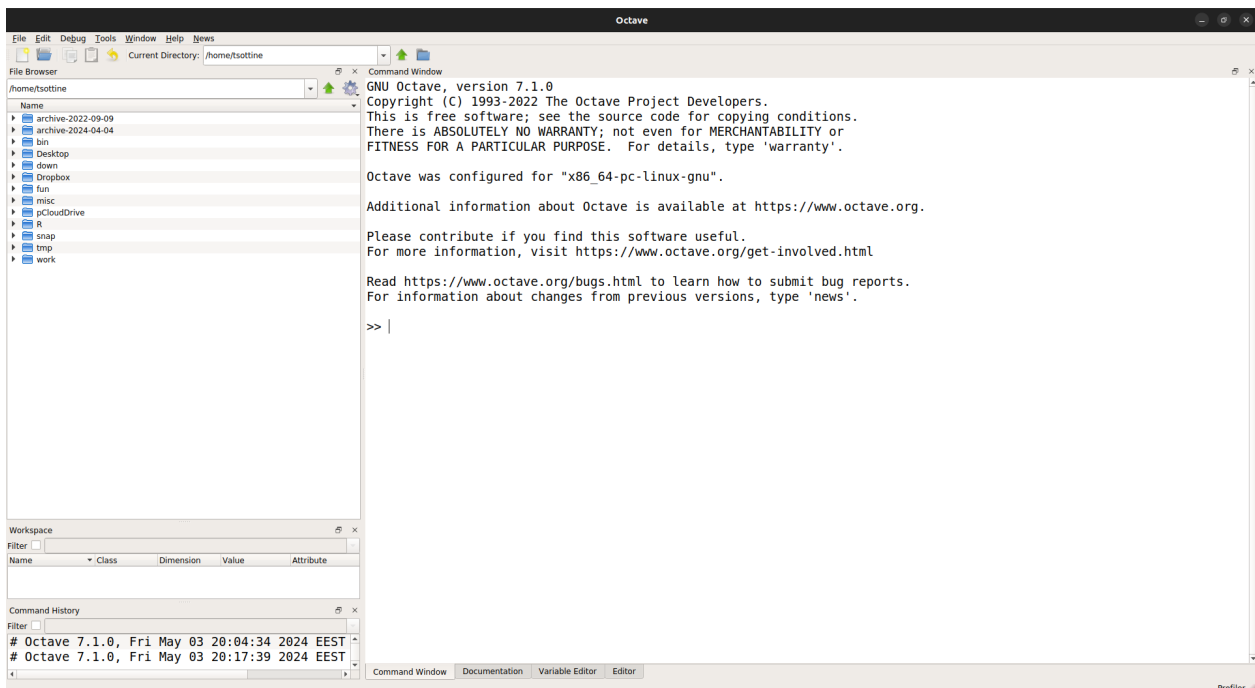 Octave
File Edit Debug Tools Window Help News
Current Directory: /home/tsottine
File Browser
/home/tsottine
Name
archive-2022-09-09
archive-2024-04-04
bin
Desktop
down
Dropbox
fun
misc
pCloudDrive
R
snap
tmp
work
Workspace
Filter
Name Class Dimension Value Attribute
Command History
Filter
# Octave 7.1.0, Fri May 03 20:04:34 2024 EEST
# Octave 7.1.0, Fri May 03 20:17:39 2024 EEST
Command Window
GNU Octave, version 7.1.0
Copyright (C) 1993-2022 The Octave Project Developers.
This is free software; see the source code for copying conditions.
There is ABSOLUTELY NO WARRANTY; not even for MERCHANTABILITY or
FITNESS FOR A PARTICULAR PURPOSE.  For details, type 'warranty'.
Octave was configured for "x86_64-pc-linux-gnu".
Additional information about Octave is available at https://www.octave.org.
Please contribute if you find this software useful.
For more information, visit https://www.octave.org/get-involved.html
Read https://www.octave.org/bugs.html to learn how to submit bug reports.
For information about changes from previous versions, type 'news'.
>>
Command Window Documentation Variable Editor Editor
Profiler